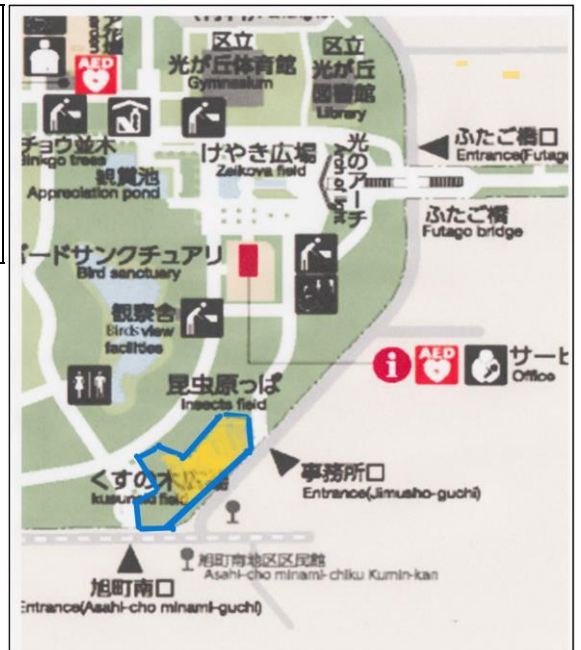 区立
光が丘体育館
Gymnasium
区立
光が丘
図書館
Library
AED
チョウ並木
Ginkgo trees
観賞池
Appreciation pond
けやき広場
Zelkova field
光のアーチ
Arch of light
ふたご橋口
Entrance(Futago
ふたご橋
Futago bridge
ードサンクチュアリ
Bird sanctuary
観察舎
Birds view
facilities
i
AED
サービ
Office
昆虫原っぱ
Insects field
くすの木広場
kusunoki field
事務所口
Entrance(Jimusho-guchi)
旭町南地区区民館
Asahi-cho minami-chiku Kumin-kan
旭町南口
Entrance(Asahi-cho minami-guchi)